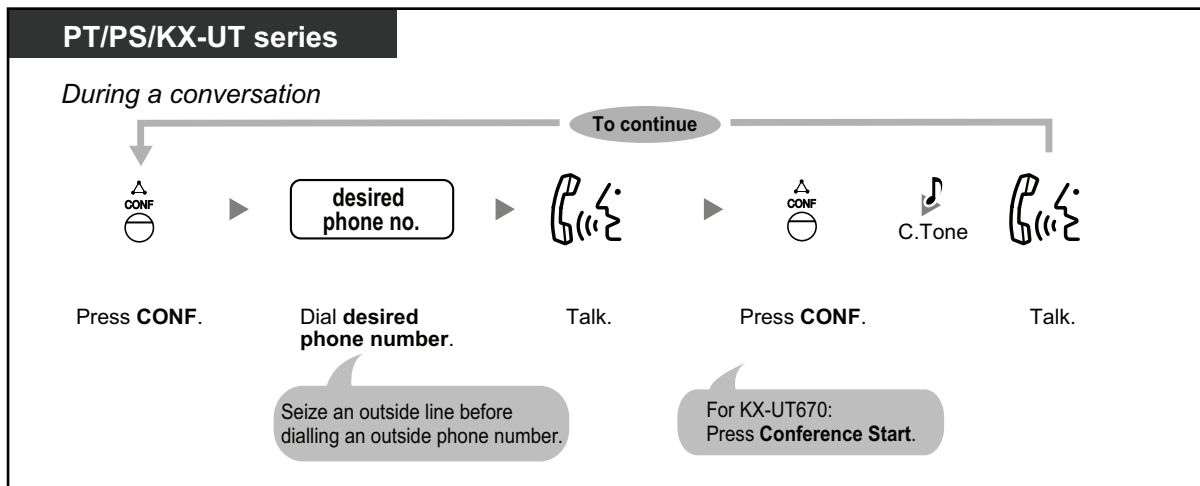 PT/PS/KX-UT series
During a conversation
To continue
CONF
desired
phone no.
CONF
C.Tone
Press CONF.
Dial desired
phone number.
Talk.
Press CONF.
Talk.
Seize an outside line before
dialling an outside phone number.
For KX-UT670:
Press Conference Start.